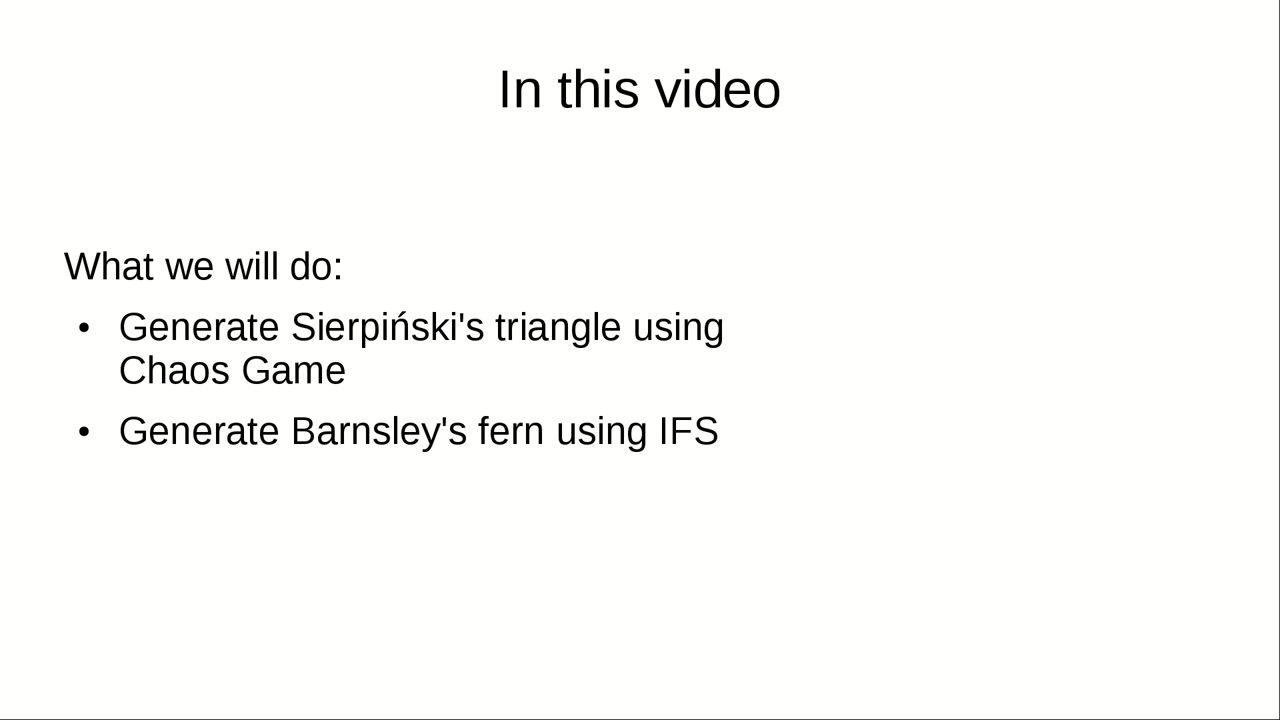 In this video
What we will do:
• Generate Sierpiński's triangle using
Chaos Game
• Generate Barnsley's fern using IFS